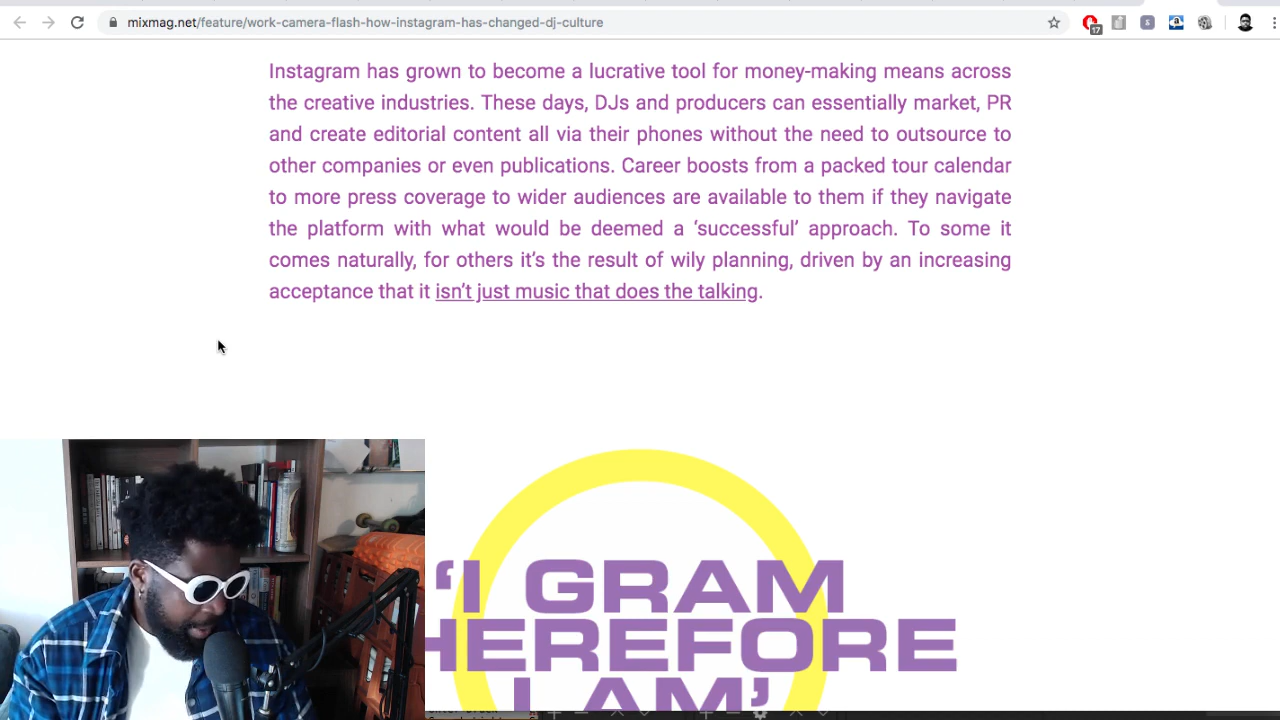 mixmag.net/feature/work-camera-flash-how-instagram-has-changed-dj-culture
17
Instagram has grown to become a lucrative tool for money-making means across
the creative industries. These days, DJs and producers can essentially market, PR
and create editorial content all via their phones without the need to outsource to
other companies or even publications. Career boosts from a packed tour calendar
to more press coverage to wider audiences are available to them if they navigate
the platform with what would be deemed a ‘successful’ approach. To some it
comes naturally, for others it’s the result of wily planning, driven by an increasing
acceptance that it isn’t just music that does the talking.
‘I GRAM
HEREFORE
I AM’